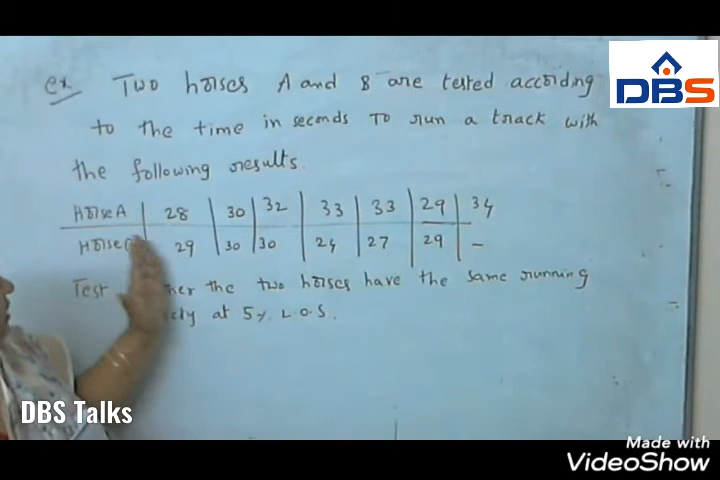 ex. Two horses A and B are tested according
DBS
to the time in seconds To run a track with
the following results.
Horse A 28 30 32 33 33 29 34
Horse 29 30 30 24 27 29 -
Test the two horses have the same running
at 5% L.O.S.
DBS Talks
Made with
VideoShow